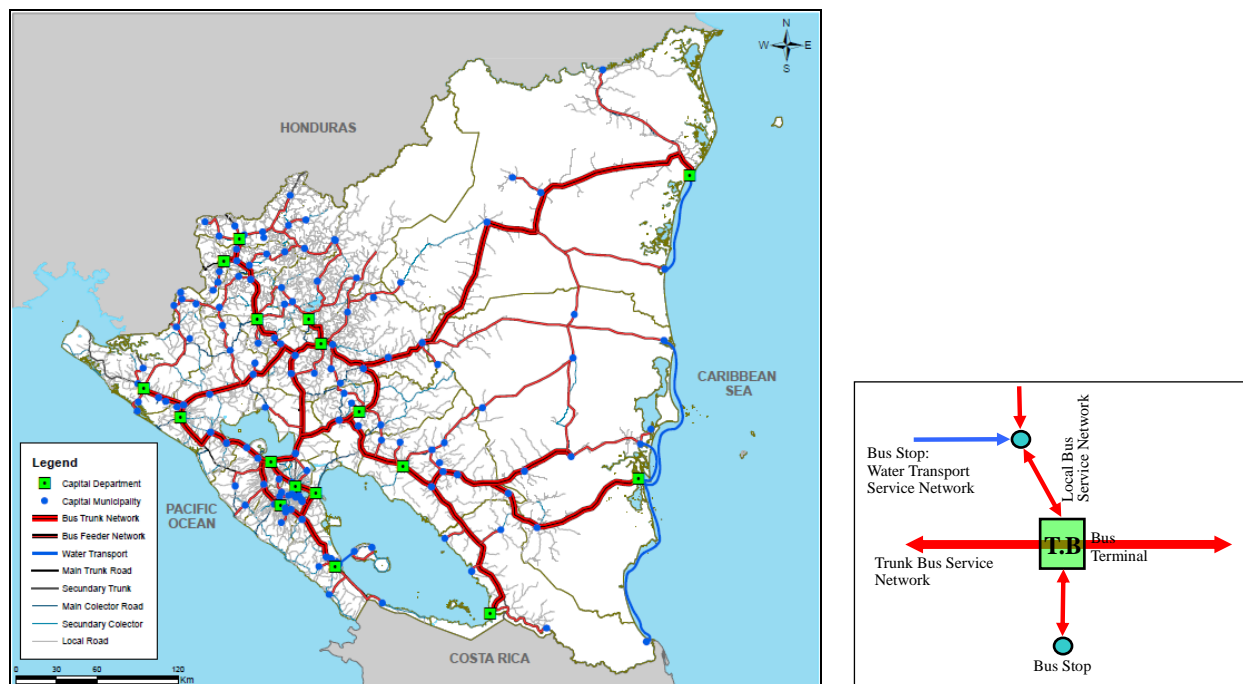 N
W
E
S
HONDURAS
CARIBBEAN
SEA
PACIFIC
OCEAN
COSTA RICA
Legend
Capital Department
Capital Municipality
Bus Trunk Network
Bus Feeder Network
Water Transport
Main Trunk Road
Secundary Trunk
Main Colector Road
Secundary Colector
Local Road
0 30 60 120
Km
Bus Stop:
Water Transport
Service Network
Local Bus
Service Network
T.B
Bus
Terminal
Trunk Bus Service
Network
Bus Stop